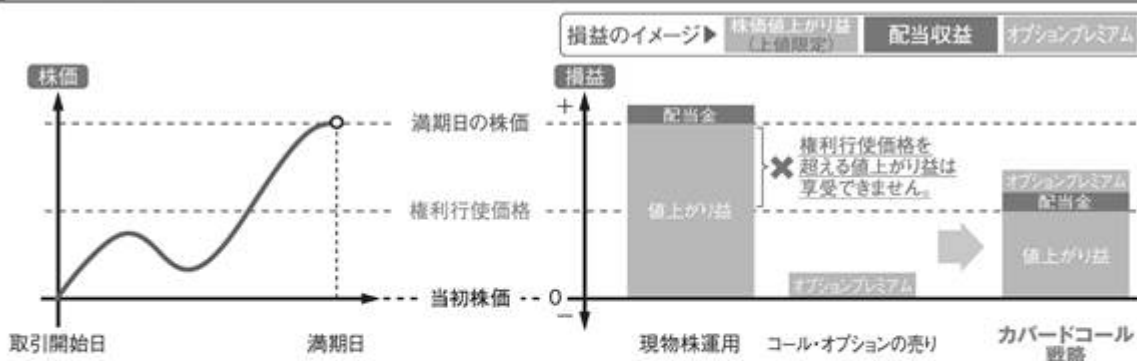 損益のイメージ▶
株価値上がり益
(上値限定)
配当収益
オプションプレミアム
株価
満期日の株価
権利行使価格
当初株価
取引開始日
満期日
損益
+
0
−
配当金
値上がり益
権利行使価格を
超える値上がり益は
享受できません。
オプションプレミアム
オプションプレミアム
配当金
値上がり益
現物株運用
コール・オプションの売り
カバードコール
戦略